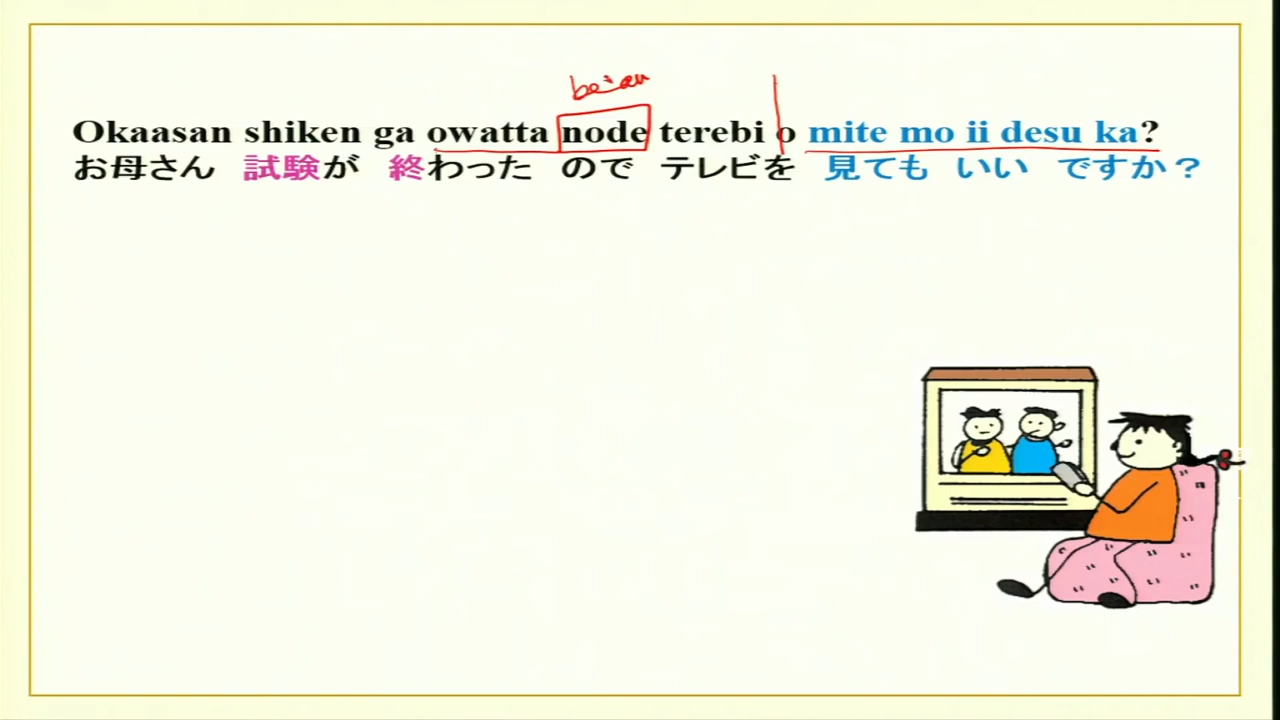 Okaasan shiken ga owatta node terebi o mite mo ii desu ka?
お母さん 試験が 終わった ので テレビを 見ても いい ですか？